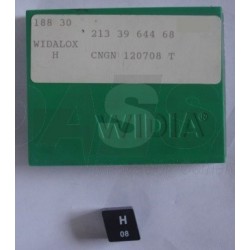 188 30
213 39 644 68
WIDALOX
H
CNGN 120708 T
WIDIA
H
08